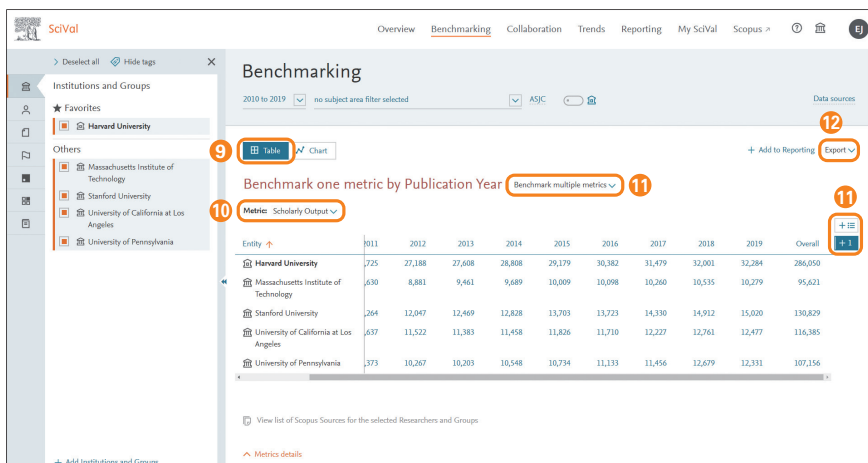 SciVal
Overview Benchmarking Collaboration Trends Reporting My SciVal Scopus ↗ ? EJ
> Deselect all Hide tags X
Institutions and Groups
★ Favorites
Harvard University
Others
Massachusetts Institute of
Technology
Stanford University
University of California at Los
Angeles
University of Pennsylvania
+ Add Institutions and Groups
Benchmarking
2010 to 2019 no subject area filter selected ASJC
Data sources
12
9 Table Chart
+ Add to Reporting Export
Benchmark one metric by Publication Year Benchmark multiple metrics 11
11
10 Metric: Scholarly Output
+
+ 1
Entity ↑ 2011 2012 2013 2014 2015 2016 2017 2018 2019 Overall
Harvard University ,725 27,188 27,608 28,808 29,179 30,382 31,479 32,001 32,284 286,050
Massachusetts Institute of ,630 8,881 9,461 9,689 10,009 10,098 10,260 10,535 10,279 95,621
Technology
Stanford University ,264 12,047 12,469 12,828 13,703 13,723 14,330 14,912 15,020 130,829
University of California at Los ,637 11,522 11,383 11,458 11,826 11,710 12,227 12,761 12,477 116,385
Angeles
University of Pennsylvania ,373 10,267 10,203 10,548 10,734 11,133 11,456 12,679 12,331 107,156
View list of Scopus Sources for the selected Researchers and Groups
Metrics details